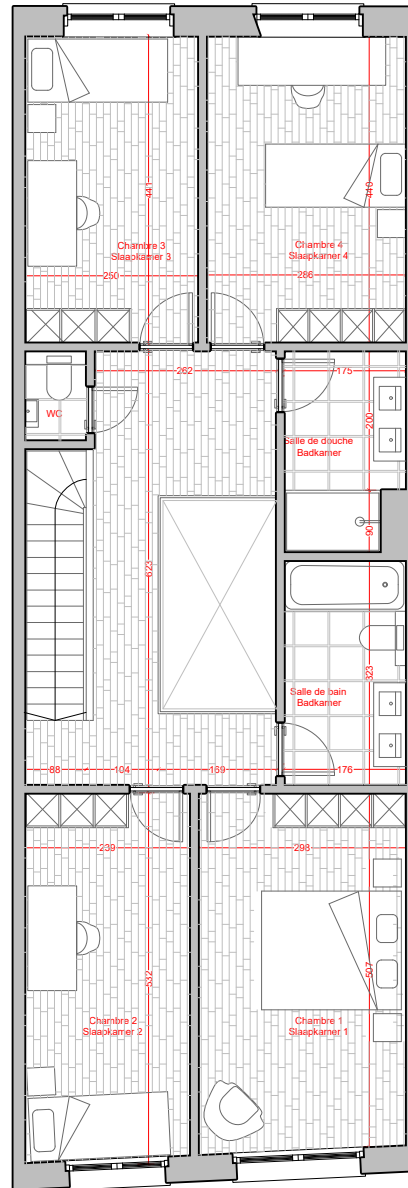 441
440
Chambre 3
Slaapkamer 3
Chambre 4
Slaapkamer 4
250
286
262
175
WC
200
Salle de douche
Badkamer
90
623
323
Salle de bain
Badkamer
88
104
169
176
239
298
532
507
Chambre 2
Slaapkamer 2
Chambre 1
Slaapkamer 1